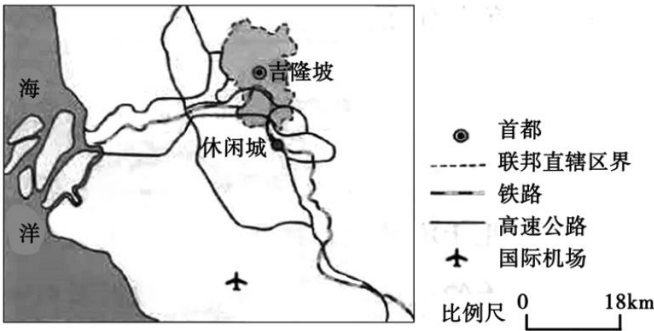 海
洋
吉隆坡
休闲城
首都
联邦直辖区界
铁路
高速公路
国际机场
比例尺 0 18km